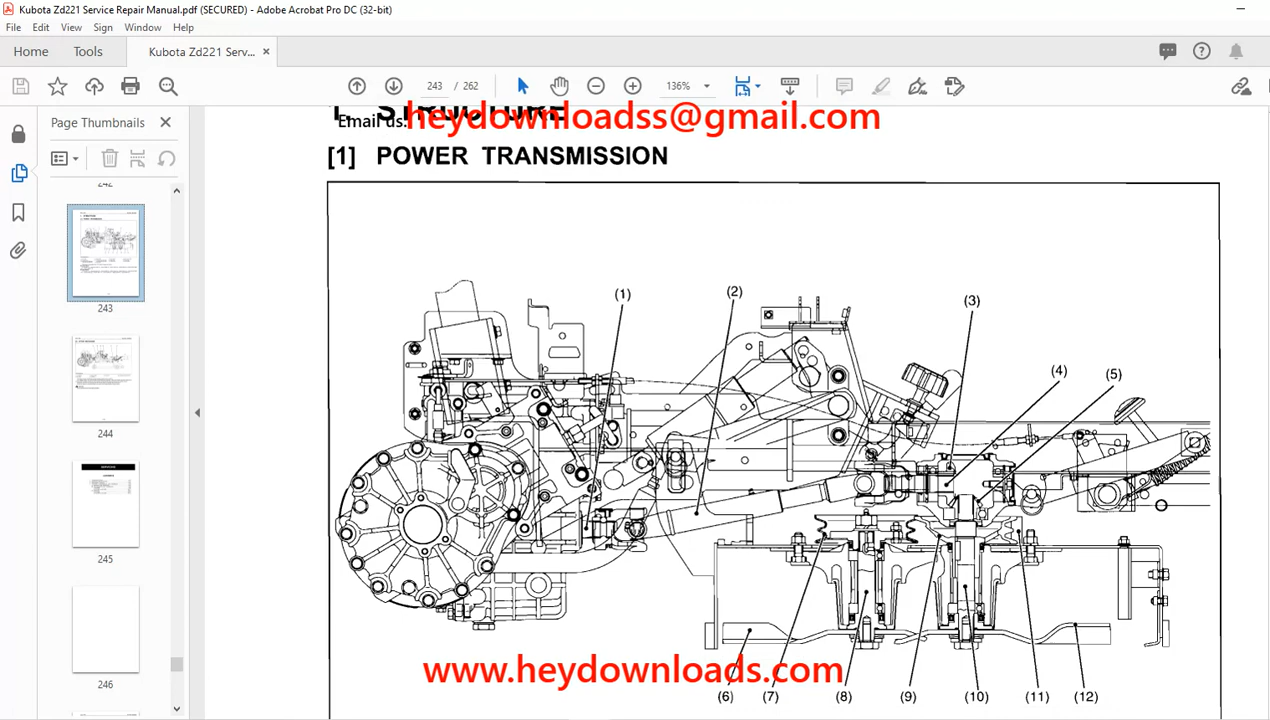 Kubota Zd221 Service Repair Manual.pdf (SECURED) - Adobe Acrobat Pro DC (32-bit)
File Edit View Sign Window Help
Home Tools Kubota Zd221 Serv... ×
243 / 262 136%
Page Thumbnails
1. STRUCTURE
Email us: heydownloadss@gmail.com
[1] POWER TRANSMISSION
242
243
244
245
246
(1) (2) (3)
(4) (5)
www.heydownloads.com
(6) (7) (8) (9) (10) (11) (12)